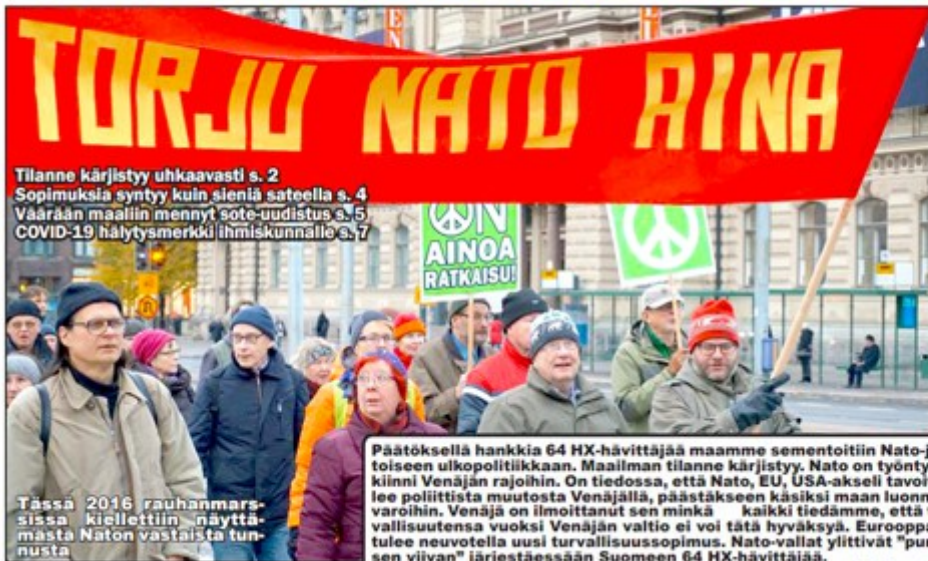 TORJU NATO AINA
Tilanne kärjistyy uhkaavasti s. 2
Sopimuksia syntyy kuin sieniä sateella s. 4
Väärään maaliin mennyt sote-uudistus s. 5
COVID-19 hälytysmerkki ihmiskunnalle s. 7
ON
AINOA
RATKAISU!
Tässä 2016 rauhanmars-
sissa kiellettiin näyttä-
mästä Naton vastaista tun-
nusta
Päätöksellä hankkia 64 HX-hävittäjää maamme sementoitiin Nato-j
toiseen ulkopolitiikkaan. Maailman tilanne kärjistyy. Nato on työnty
kiinni Venäjän rajoihin. On tiedossa, että Nato, EU, USA-akseli tavoi
lee poliittista muutosta Venäjällä, päästäkseen käsiksi maan luonn
varoihin. Venäjä on ilmoittanut sen minkä kaikki tiedämme, että
vallisuutensa vuoksi Venäjän valtio ei voi tätä hyväksyä. Eurooppa
tulee neuvotella uusi turvallisuussopimus. Nato-vallat ylittivät "pun
sen viivan" järjestäessään Suomeen 64 HX-hävittäjää.